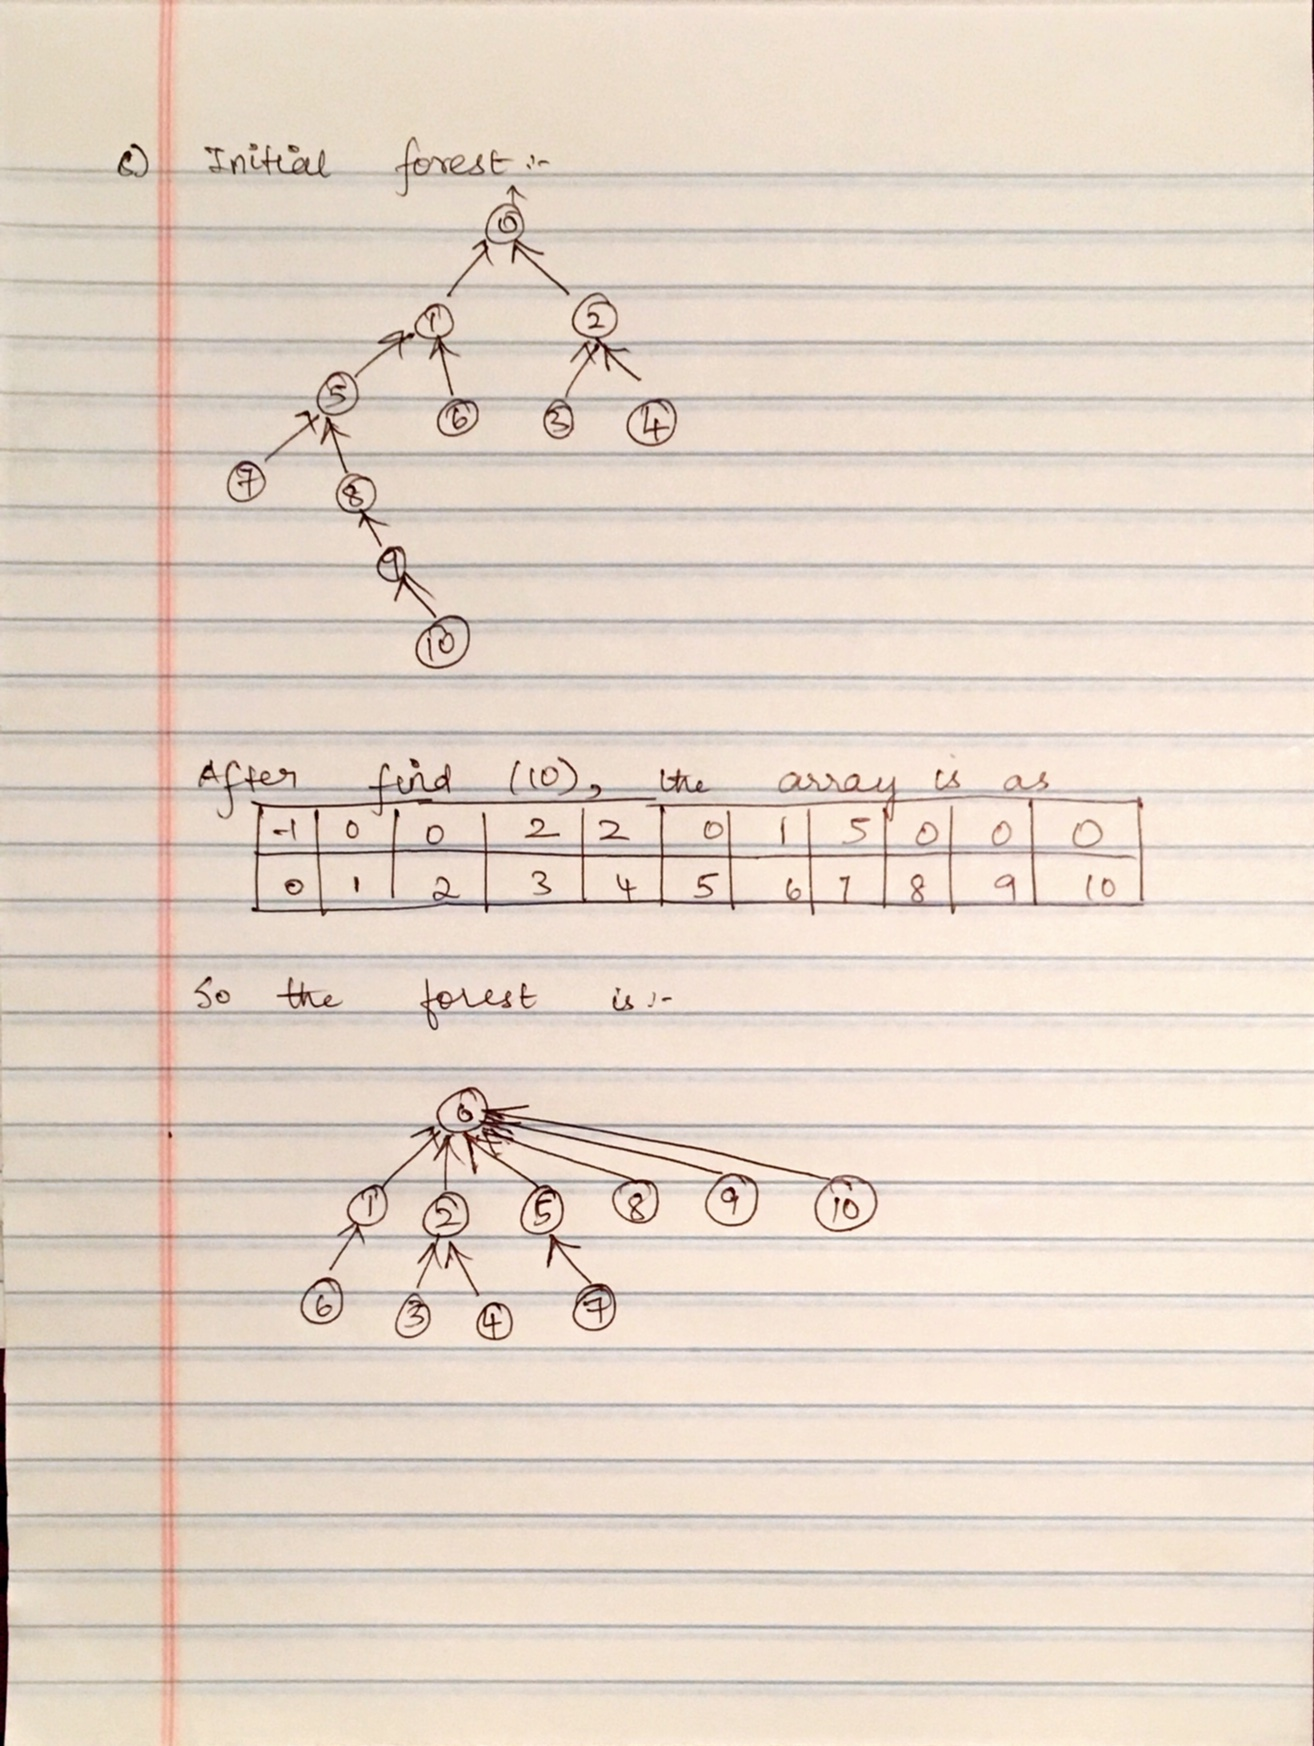 c) Initial forest :-
0
1 2
5 6 3 4
7 8
9
10
After find (10), the array is as
-1 0 0 2 2 0 1 5 0 0 0
0 1 2 3 4 5 6 7 8 9 10
So the forest is :-
0
1 2 5 8 9 10
6 3 4 7